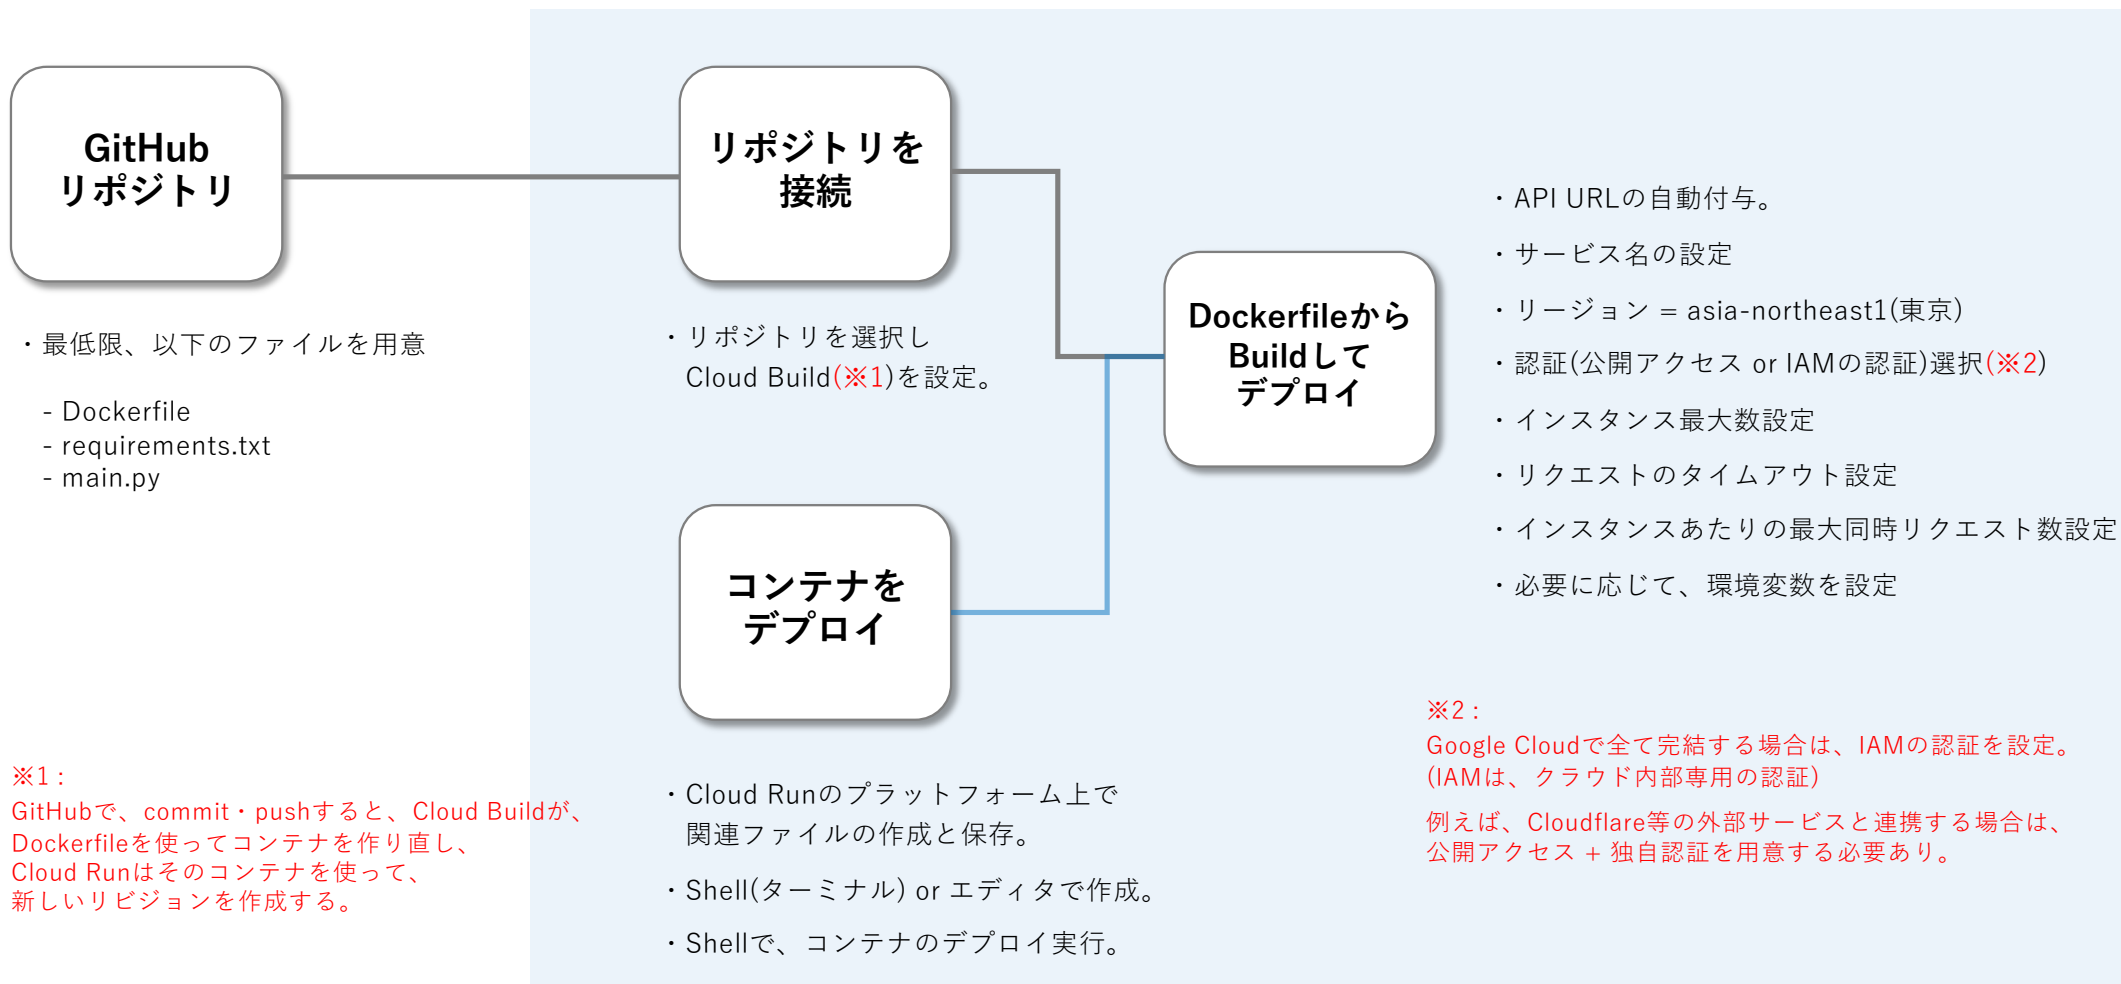 GitHub
リポジトリ
・最低限、以下のファイルを用意
- Dockerfile
- requirements.txt
- main.py
※1 :
GitHubで、commit・pushすると、Cloud Buildが、
Dockerfileを使ってコンテナを作り直し、
Cloud Runはそのコンテナを使って、
新しいリビジョンを作成する。
リポジトリを
接続
・リポジトリを選択し
Cloud Build(※1)を設定。
コンテナを
デプロイ
・Cloud Runのプラットフォーム上で
関連ファイルの作成と保存。
・Shell(ターミナル) or エディタで作成。
・Shellで、コンテナのデプロイ実行。
Dockerfileから
Buildして
デプロイ
・API URLの自動付与。
・サービス名の設定
・リージョン = asia-northeast1(東京)
・認証(公開アクセス or IAMの認証)選択(※2)
・インスタンス最大数設定
・リクエストのタイムアウト設定
・インスタンスあたりの最大同時リクエスト数設定
・必要に応じて、環境変数を設定
※2 :
Google Cloudで全て完結する場合は、IAMの認証を設定。
(IAMは、クラウド内部専用の認証)
例えば、Cloudflare等の外部サービスと連携する場合は、
公開アクセス + 独自認証を用意する必要あり。